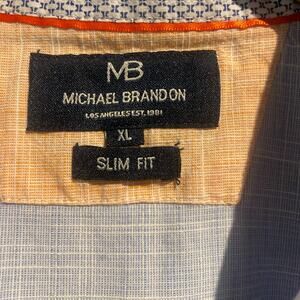 MB
MICHAEL BRANDON
LOS ANGELES EST. 1981
XL
SLIM FIT